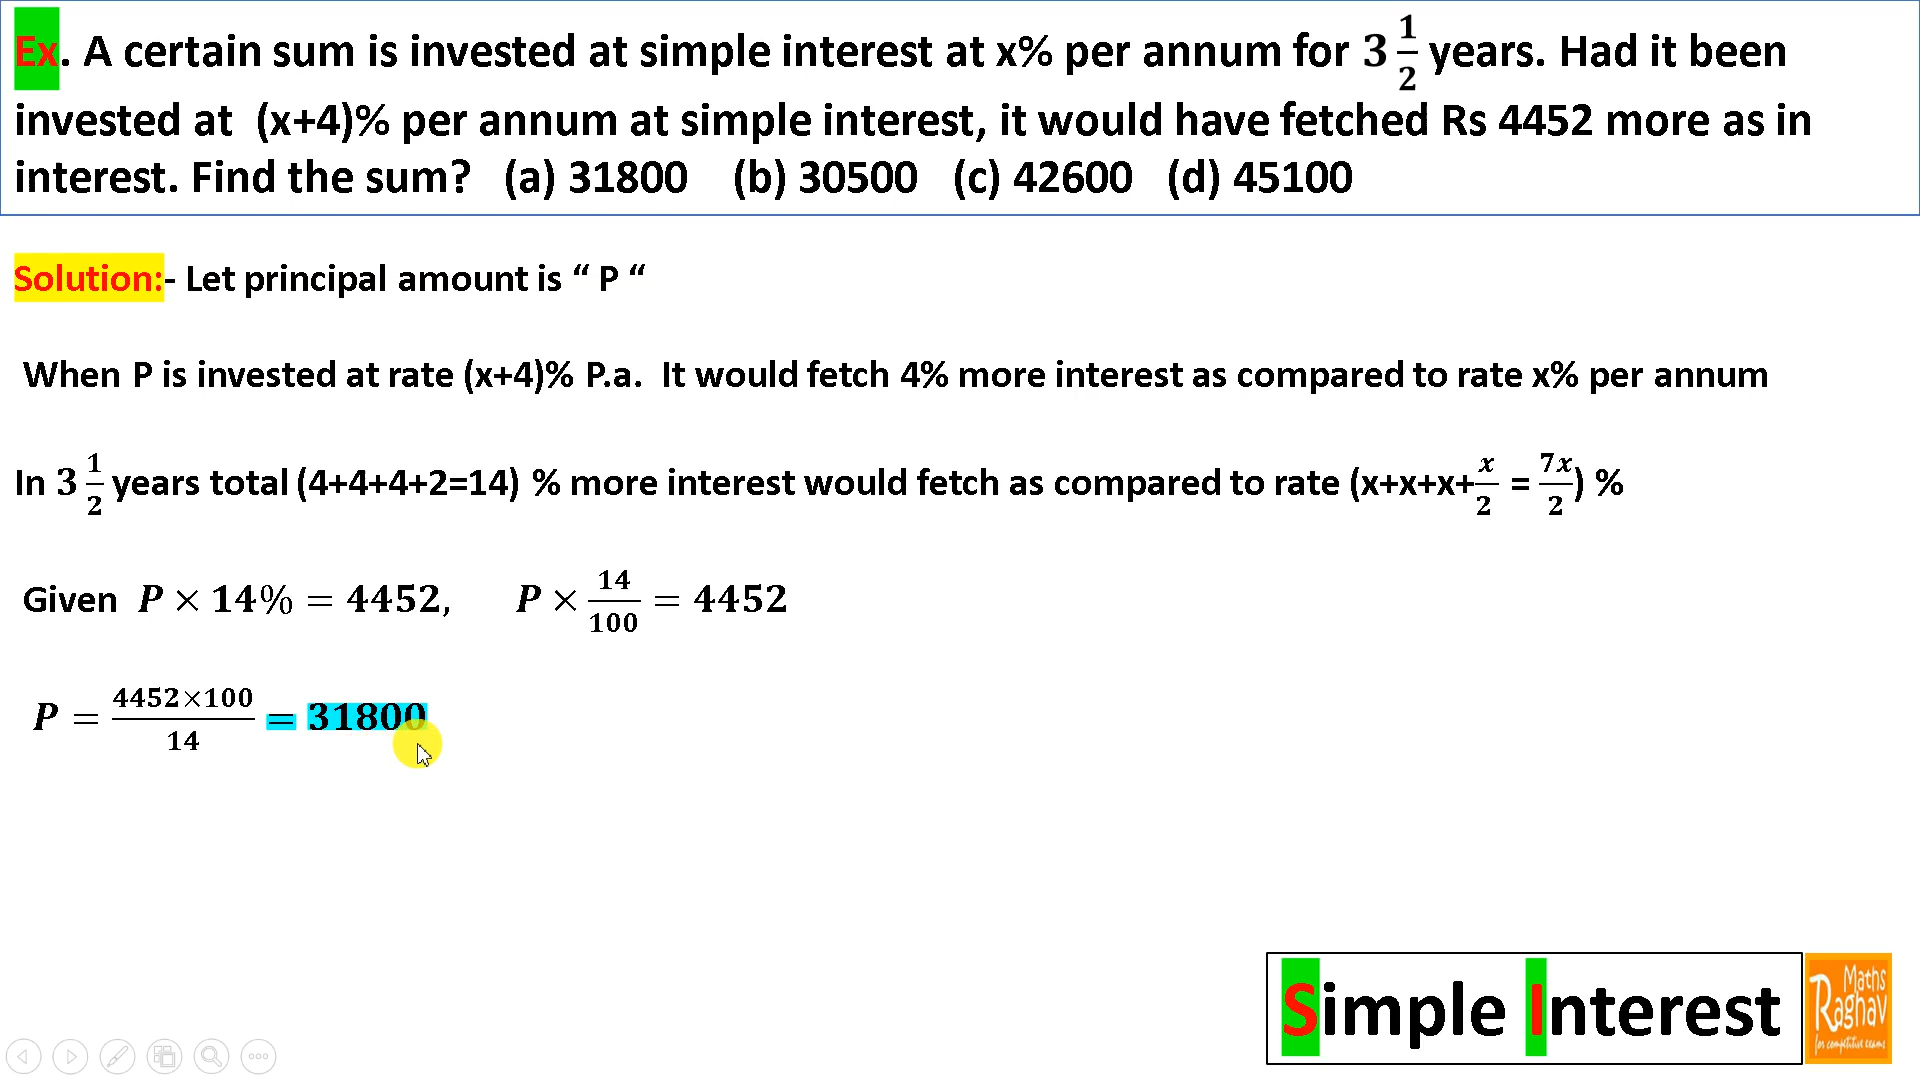 Ex. A certain sum is invested at simple interest at x% per annum for 3 1/2 years. Had it been
invested at (x+4)% per annum at simple interest, it would have fetched Rs 4452 more as in
interest. Find the sum? (a) 31800 (b) 30500 (c) 42600 (d) 45100
Solution:- Let principal amount is “ P “
When P is invested at rate (x+4)% P.a. It would fetch 4% more interest as compared to rate x% per annum
In 3 1/2 years total (4+4+4+2=14) % more interest would fetch as compared to rate (x+x+x+x/2 = 7x/2) %
Given P × 14% = 4452, P × 14/100 = 4452
P = 4452×100/14 = 31800
Simple Interest
Maths
Raghav
for competitive exams